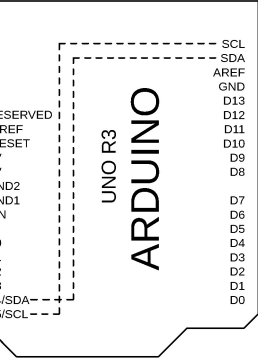 SCL
SDA
AREF
GND
D13
D12
D11
D10
D9
D8
D7
D6
D5
D4
D3
D2
D1
D0
ESERVED
REF
ESET
ND2
ND1
N
/SDA
/SCL
UNO R3
ARDUINO